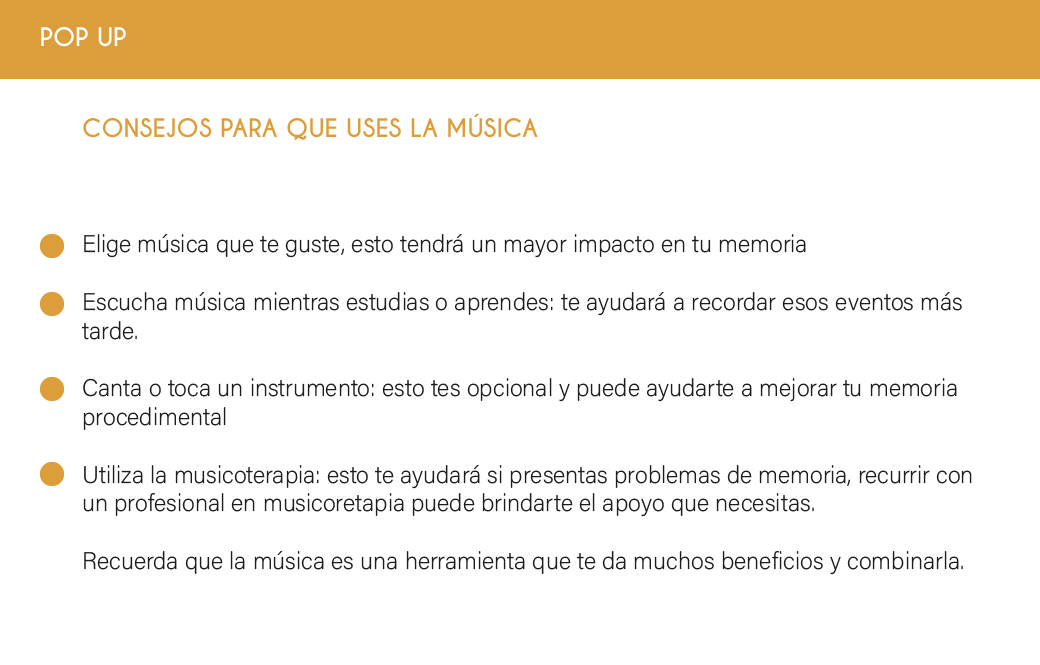 POP UP
CONSEJOS PARA QUE USES LA MÚSICA
Elige música que te guste, esto tendrá un mayor impacto en tu memoria
Escucha música mientras estudias o aprendes: te ayudará a recordar esos eventos más
tarde.
Canta o toca un instrumento: esto tes opcional y puede ayudarte a mejorar tu memoria
procedimental
Utiliza la musicoterapia: esto te ayudará si presentas problemas de memoria, recurrir con
un profesional en musicoretapia puede brindarte el apoyo que necesitas.
Recuerda que la música es una herramienta que te da muchos beneficios y combinarla.